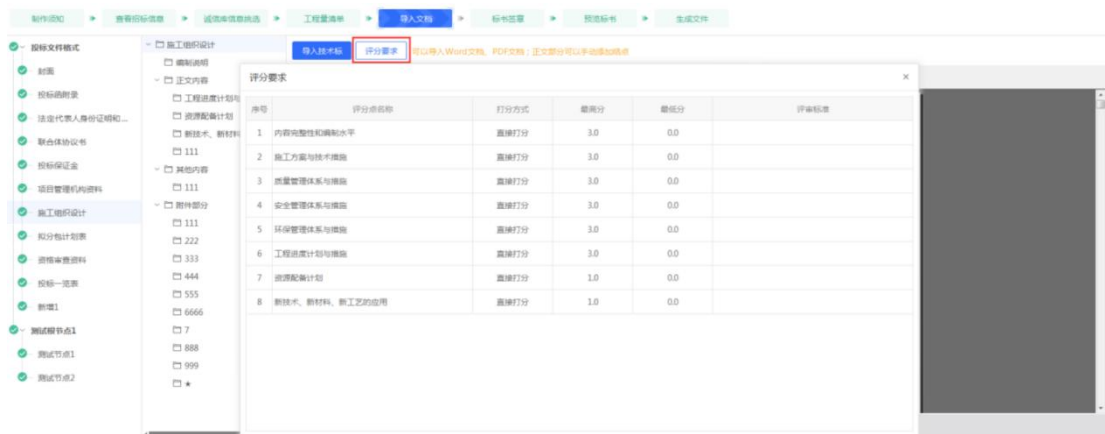 制作须知 查看招标信息 诚信库信息挑选 工程量清单 导入文档 标书签章 预览标书 生成文件
投标文件格式
封面
投标函附录
法定代表人身份证明和...
联合体协议书
投标保证金
项目管理机构资料
施工组织设计
拟分包计划表
资格审查资料
投标一览表
新增1
测试根节点1
测试节点1
测试节点2
施工组织设计
编制说明
正文内容
工程进度计划与
资源配备计划
新技术、新材料
111
其他内容
111
附件部分
111
222
333
444
555
6666
7
888
999
★
导入技术标 评分要求 可以导入Word文档，PDF文档；正文部分可以手动添加结点
评分要求 ×
序号 评分点名称 打分方式 最高分 最低分 评审标准
1 内容完整性和编制水平 直接打分 3.0 0.0
2 施工方案与技术措施 直接打分 3.0 0.0
3 质量管理体系与措施 直接打分 3.0 0.0
4 安全管理体系与措施 直接打分 3.0 0.0
5 环保管理体系与措施 直接打分 3.0 0.0
6 工程进度计划与措施 直接打分 3.0 0.0
7 资源配备计划 直接打分 1.0 0.0
8 新技术、新材料、新工艺的应用 直接打分 1.0 0.0